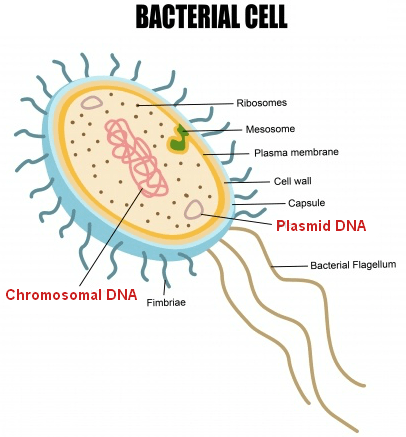 BACTERIAL CELL
Ribosomes
Mesosome
Plasma membrane
Cell wall
Capsule
Plasmid DNA
Bacterial Flagellum
Chromosomal DNA
Fimbriae